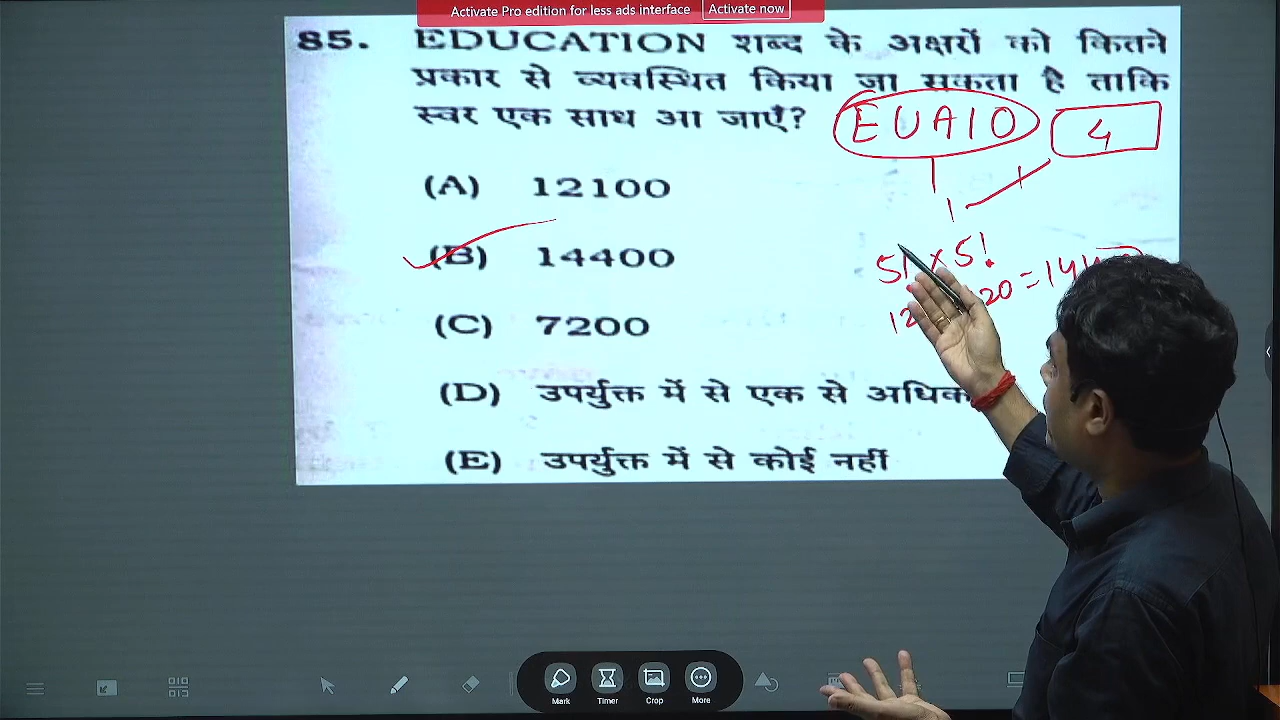 Activate Pro edition for less ads interface Activate now
85. EDUCATION शब्द के अक्षरों को कितने
प्रकार से व्यवस्थित किया जा सकता है ताकि
स्वर एक साथ आ जाएँ?
EUAIO 4
1
(A) 12100
(B) 14400
5! × 5!
(C) 7200
(D) उपर्युक्त में से एक से अधिक
(E) उपर्युक्त में से कोई नहीं
Mark Timer Crop More